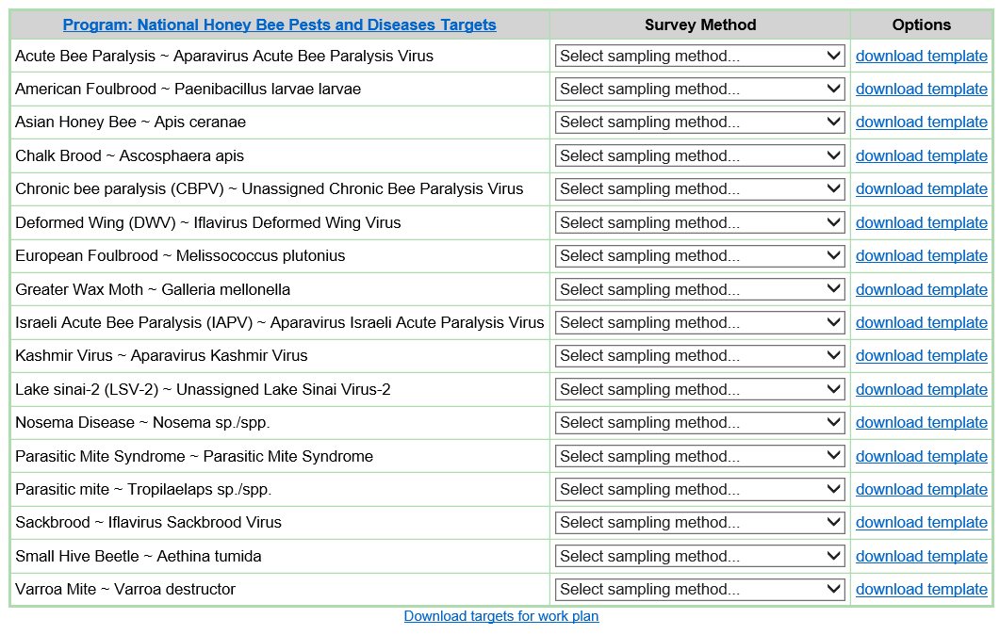 Program: National Honey Bee Pests and Diseases Targets Survey Method Options
Acute Bee Paralysis ~ Aparavirus Acute Bee Paralysis Virus Select sampling method... download template
American Foulbrood ~ Paenibacillus larvae larvae Select sampling method... download template
Asian Honey Bee ~ Apis ceranae Select sampling method... download template
Chalk Brood ~ Ascosphaera apis Select sampling method... download template
Chronic bee paralysis (CBPV) ~ Unassigned Chronic Bee Paralysis Virus Select sampling method... download template
Deformed Wing (DWV) ~ Iflavirus Deformed Wing Virus Select sampling method... download template
European Foulbrood ~ Melissococcus plutonius Select sampling method... download template
Greater Wax Moth ~ Galleria mellonella Select sampling method... download template
Israeli Acute Bee Paralysis (IAPV) ~ Aparavirus Israeli Acute Paralysis Virus Select sampling method... download template
Kashmir Virus ~ Aparavirus Kashmir Virus Select sampling method... download template
Lake sinai-2 (LSV-2) ~ Unassigned Lake Sinai Virus-2 Select sampling method... download template
Nosema Disease ~ Nosema sp./spp. Select sampling method... download template
Parasitic Mite Syndrome ~ Parasitic Mite Syndrome Select sampling method... download template
Parasitic mite ~ Tropilaelaps sp./spp. Select sampling method... download template
Sackbrood ~ Iflavirus Sackbrood Virus Select sampling method... download template
Small Hive Beetle ~ Aethina tumida Select sampling method... download template
Varroa Mite ~ Varroa destructor Select sampling method... download template
Download targets for work plan